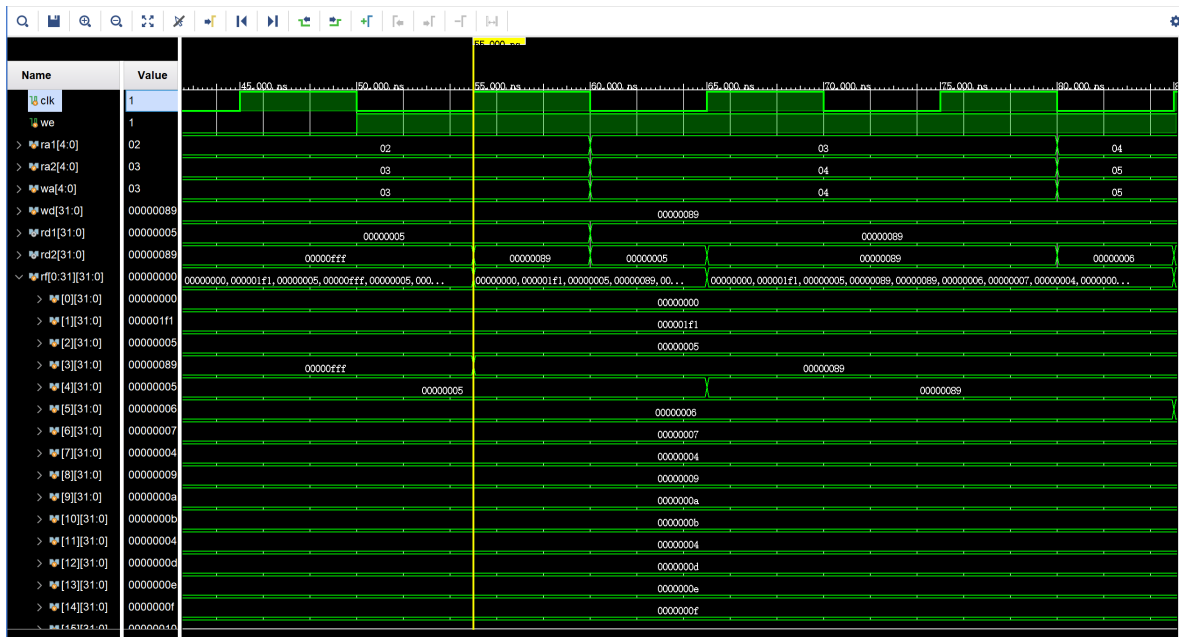 55.000 ns
Name Value
45.000 ns 50.000 ns 55.000 ns 60.000 ns 65.000 ns 70.000 ns 75.000 ns 80.000 ns
clk 1
we 1
ra1[4:0] 02 02 03 04
ra2[4:0] 03 03 04 05
wa[4:0] 03 03 04 05
wd[31:0] 00000089 00000089
rd1[31:0] 00000005 00000005 00000089
rd2[31:0] 00000089 00000fff 00000089 00000005 00000089 00000006
rf[0:31][31:0] 00000000 00000000,000001f1,00000005,00000fff,00000005,000... 00000000,000001f1,00000005,00000089,00... 00000000,000001f1,00000005,00000089,00000089,00000006,00000007,00000004,0000000...
[0][31:0] 00000000 00000000
[1][31:0] 000001f1 000001f1
[2][31:0] 00000005 00000005
[3][31:0] 00000089 00000fff 00000089
[4][31:0] 00000005 00000005 00000089
[5][31:0] 00000006 00000006
[6][31:0] 00000007 00000007
[7][31:0] 00000004 00000004
[8][31:0] 00000009 00000009
[9][31:0] 0000000a 0000000a
[10][31:0] 0000000b 0000000b
[11][31:0] 00000004 00000004
[12][31:0] 0000000d 0000000d
[13][31:0] 0000000e 0000000e
[14][31:0] 0000000f 0000000f
[15][31:0] 00000010